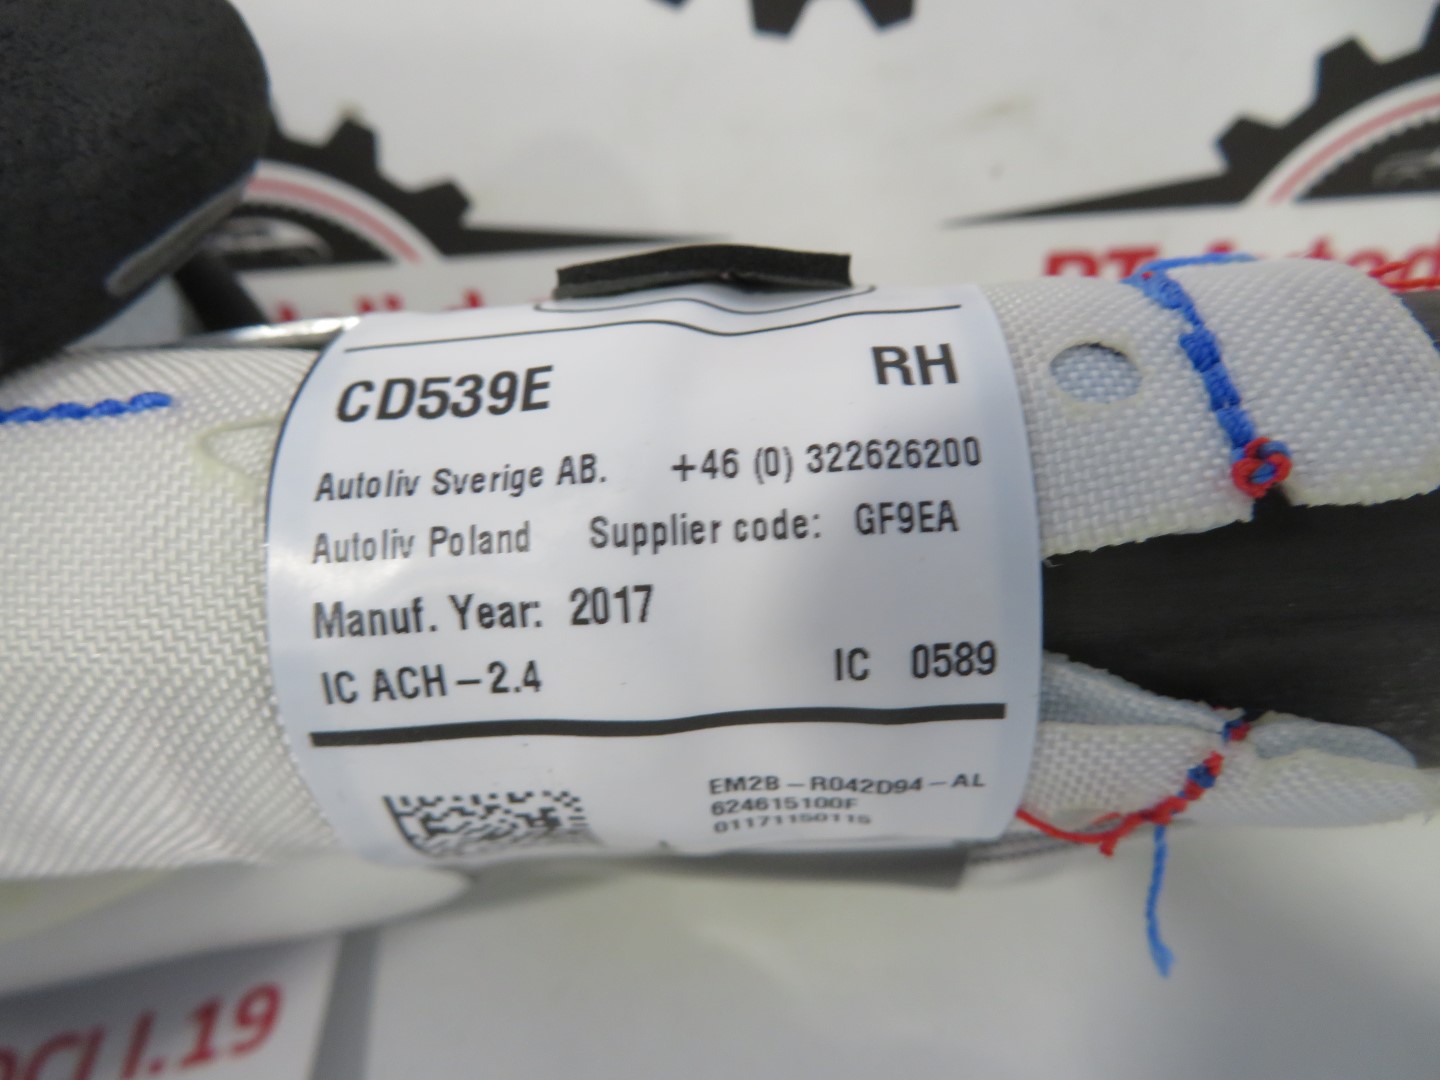 CD539E RH
Autoliv Sverige AB. +46 (0) 322626200
Autoliv Poland Supplier code: GF9EA
Manuf. Year: 2017
IC ACH-2.4 IC 0589
EM2B-R042D94-AL
624615100F
01171150115
.19